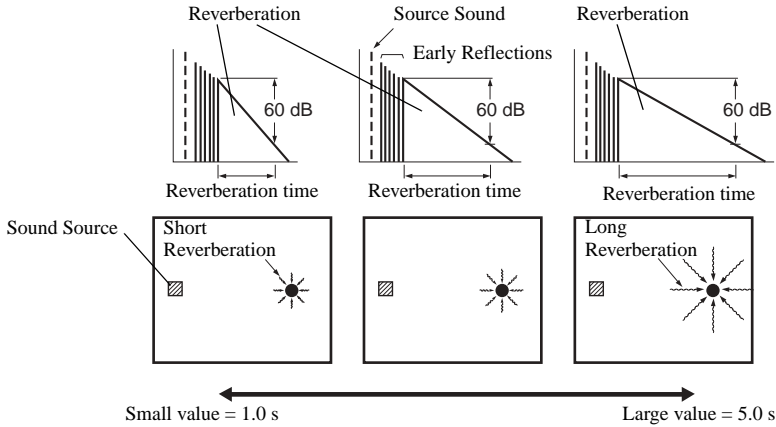 Reverberation
Source Sound
Reverberation
Early Reflections
60 dB
60 dB
60 dB
Reverberation time
Reverberation time
Reverberation time
Sound Source
Short
Reverberation
Long
Reverberation
Small value = 1.0 s
Large value = 5.0 s